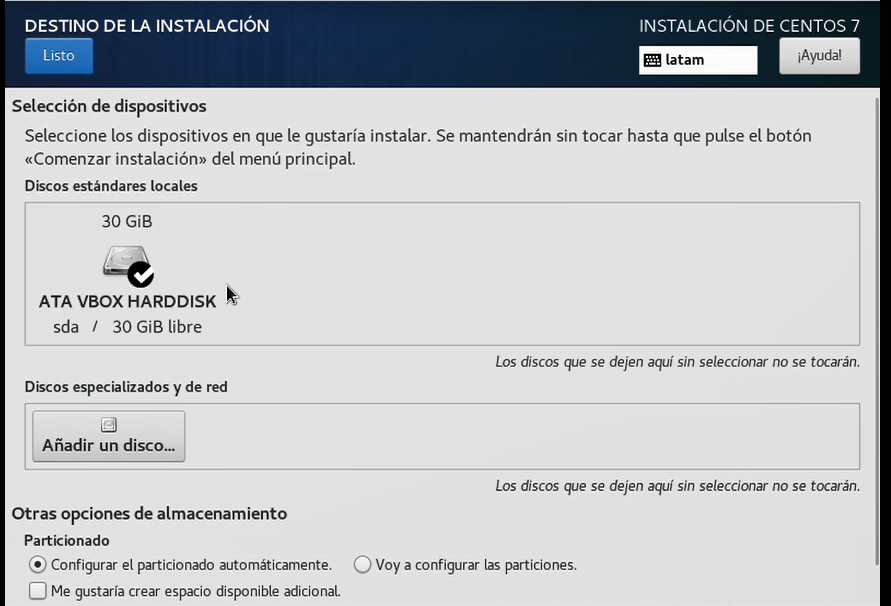 DESTINO DE LA INSTALACIÓN
INSTALACIÓN DE CENTOS 7
Listo
latam
¡Ayuda!
Selección de dispositivos
Seleccione los dispositivos en que le gustaría instalar. Se mantendrán sin tocar hasta que pulse el botón
«Comenzar instalación» del menú principal.
Discos estándares locales
30 GiB
ATA VBOX HARDDISK
sda / 30 GiB libre
Los discos que se dejen aquí sin seleccionar no se tocarán.
Discos especializados y de red
Añadir un disco...
Los discos que se dejen aquí sin seleccionar no se tocarán.
Otras opciones de almacenamiento
Particionado
Configurar el particionado automáticamente. Voy a configurar las particiones.
Me gustaría crear espacio disponible adicional.